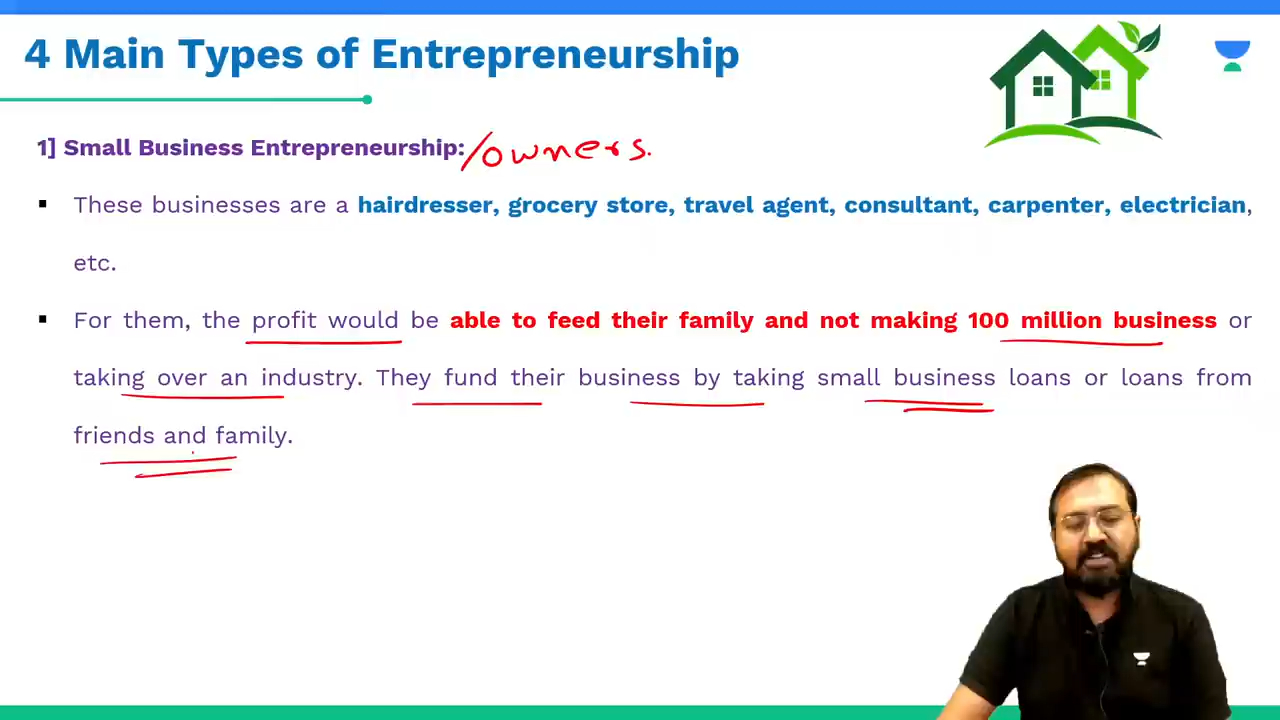 4 Main Types of Entrepreneurship
1] Small Business Entrepreneurship:/owners.
▪ These businesses are a hairdresser, grocery store, travel agent, consultant, carpenter, electrician,
etc.
▪ For them, the profit would be able to feed their family and not making 100 million business or
taking over an industry. They fund their business by taking small business loans or loans from
friends and family.